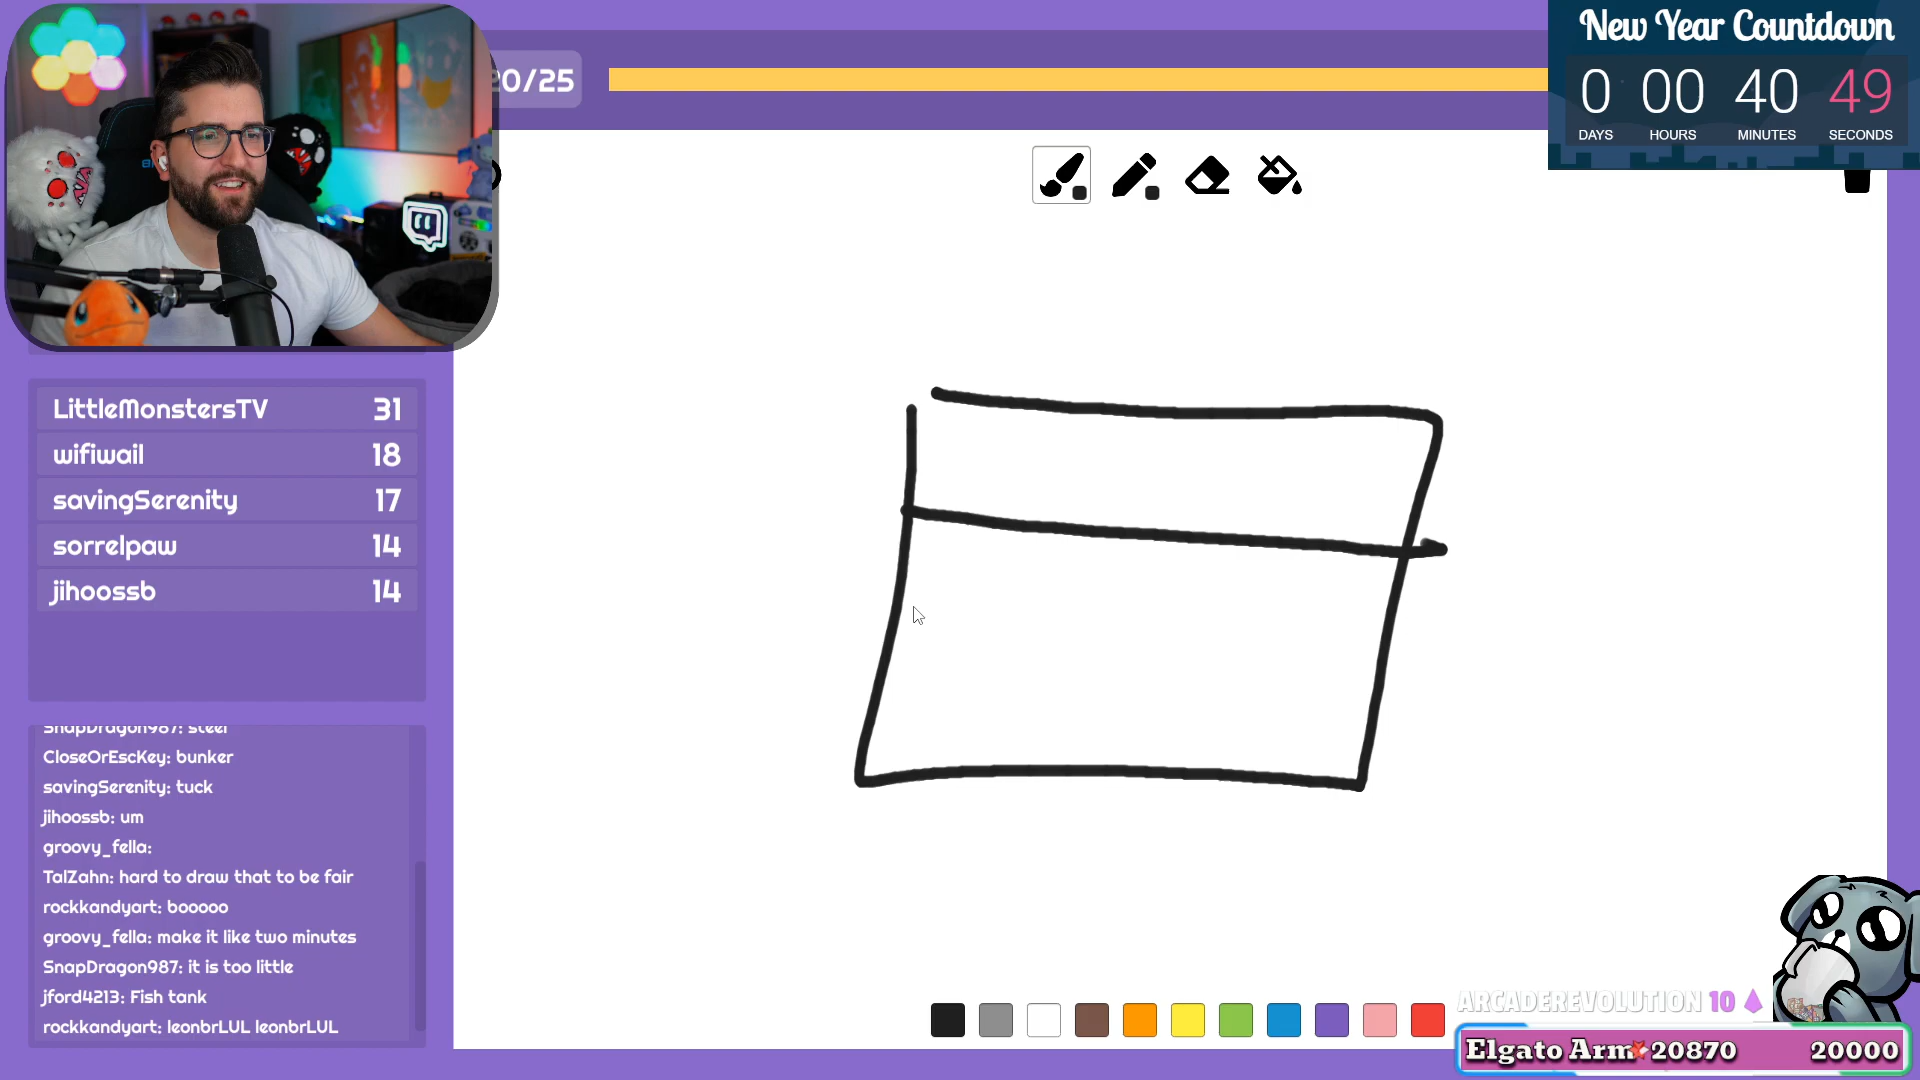 New Year Countdown
0 00 40 49
DAYS HOURS MINUTES SECONDS
20/25
LittleMonstersTV 31
wifiwail 18
savingSerenity 17
sorrelpaw 14
jihoossb 14
SnapDragon987: steel
CloseOrEscKey: bunker
savingSerenity: tuck
jihoossb: um
groovy_fella:
TalZahn: hard to draw that to be fair
rockkandyart: booooo
groovy_fella: make it like two minutes
SnapDragon987: it is too little
jford4213: Fish tank
rockkandyart: leonbrLUL leonbrLUL
ARCADEREVOLUTION 10
Elgato Arm 20870 20000